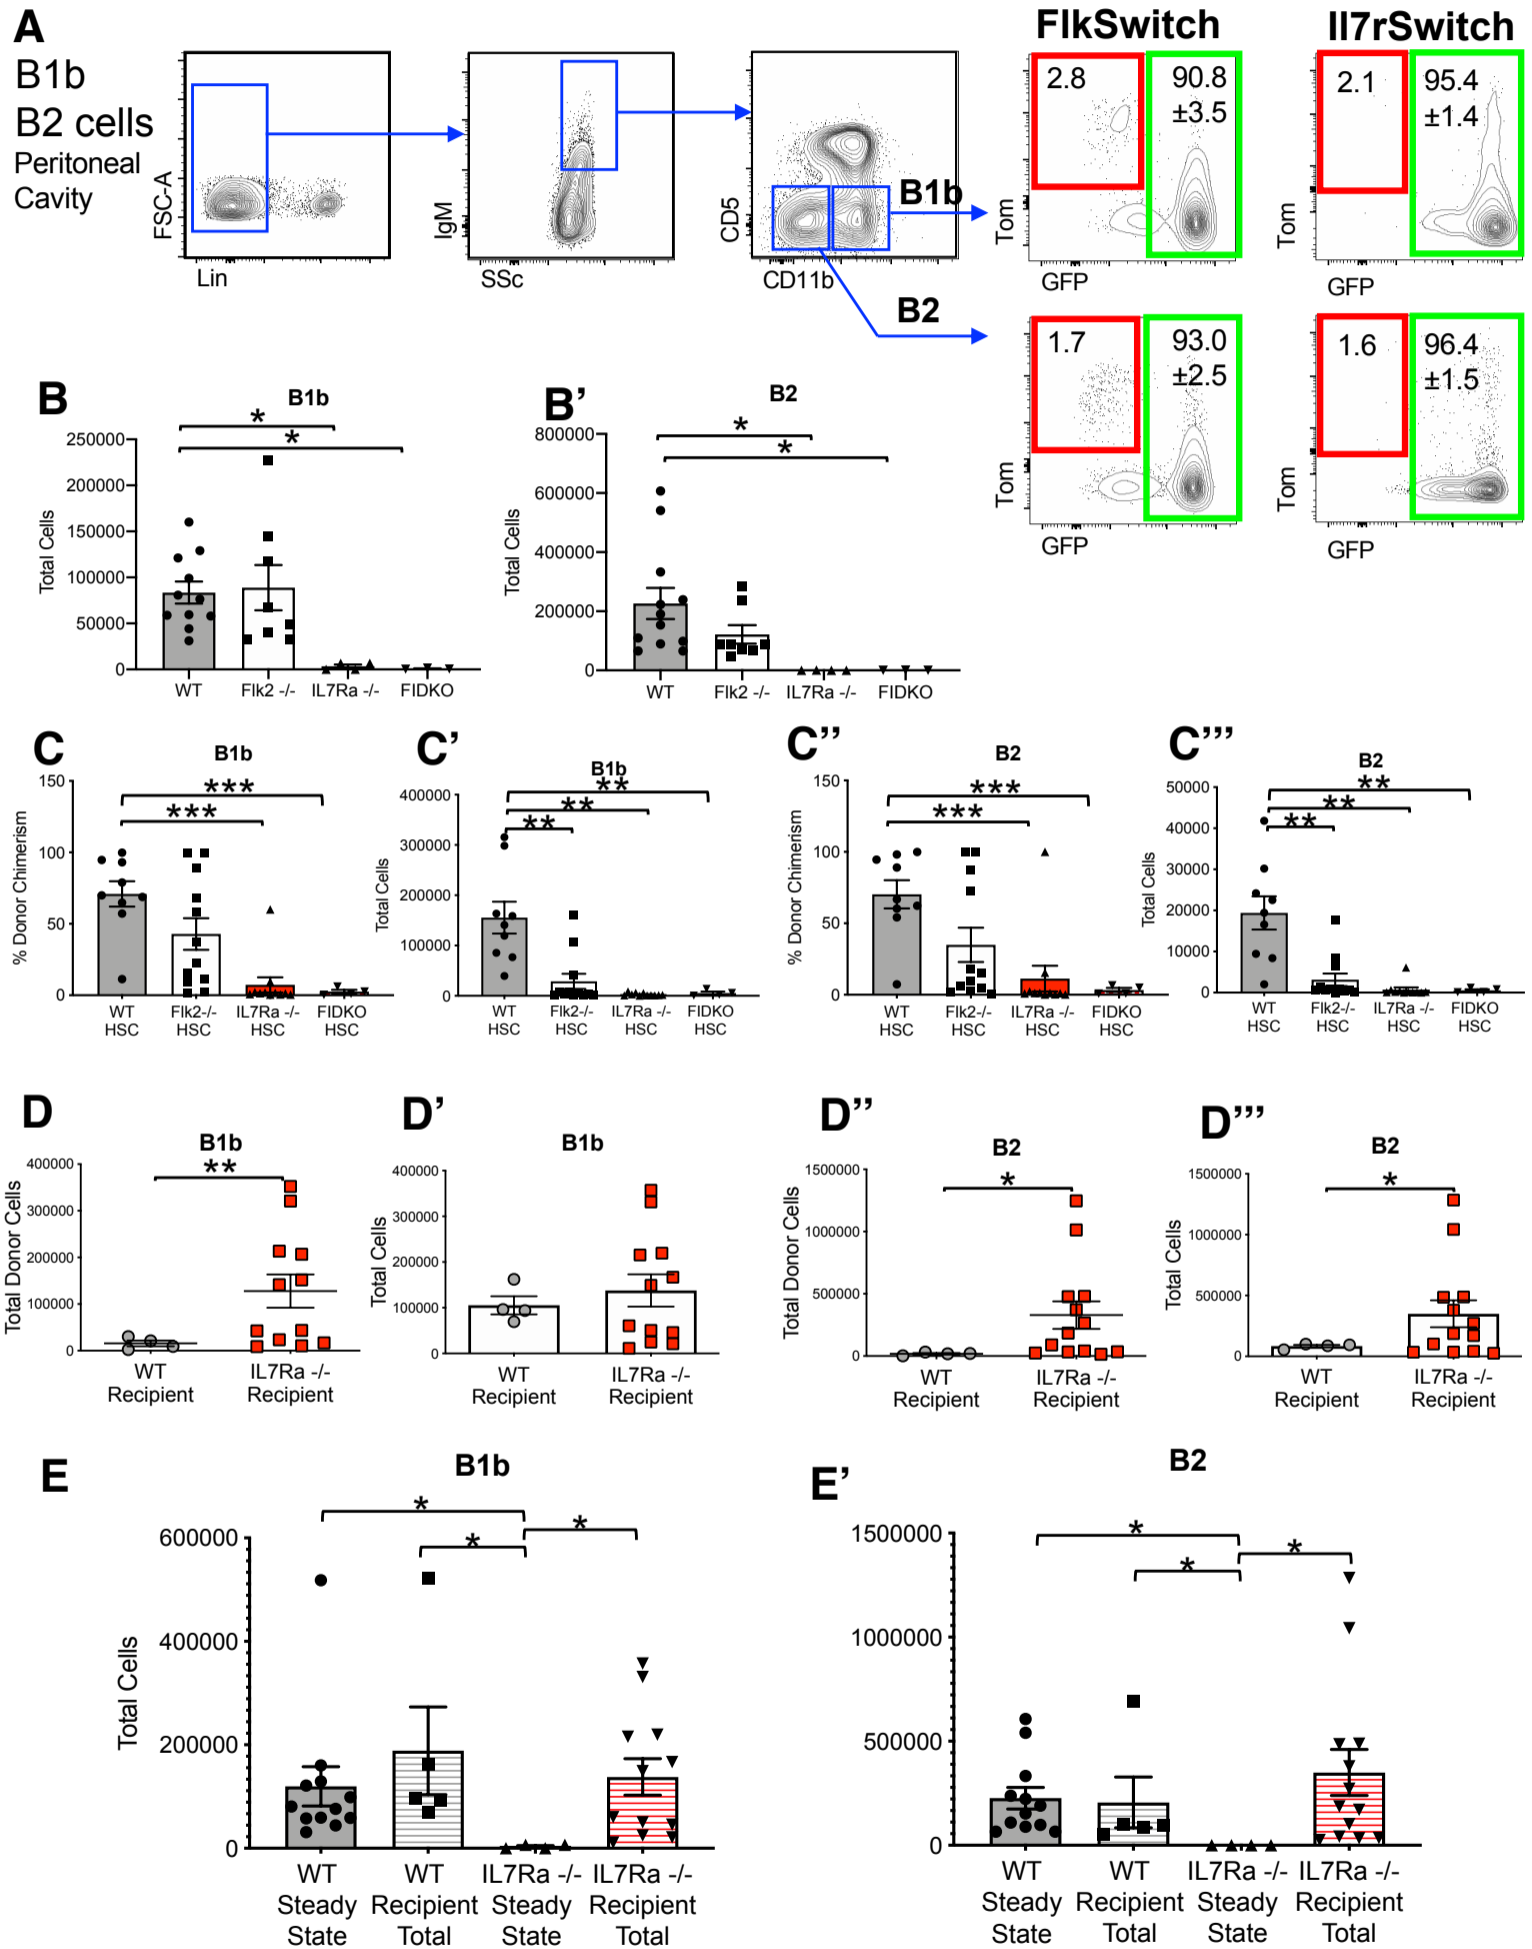 A
B1b
B2 cells
Peritoneal
Cavity
FSC-A
Lin
IgM
SSc
CD5
CD11b
B1b
B2
FlkSwitch
Il7rSwitch
2.8
90.8
±3.5
Tom
GFP
2.1
95.4
±1.4
Tom
GFP
1.7
93.0
±2.5
Tom
GFP
1.6
96.4
±1.5
Tom
GFP
B
B1b
*
*
Total Cells
250000
200000
150000
100000
50000
0
WT
Flk2 -/-
IL7Ra -/-
FIDKO
B’
B2
*
*
Total Cells
800000
600000
400000
200000
0
WT
Flk2 -/-
IL7Ra -/-
FIDKO
C
B1b
***
***
% Donor Chimerism
150
100
50
0
WT
HSC
Flk2-/-
HSC
IL7Ra -/-
HSC
FIDKO
HSC
C’
B1b
**
**
**
Total Cells
400000
300000
200000
100000
0
WT
HSC
Flk2-/-
HSC
IL7Ra -/-
HSC
FIDKO
HSC
C’’
B2
***
***
% Donor Chimerism
150
100
50
0
WT
HSC
Flk2-/-
HSC
IL7Ra -/-
HSC
FIDKO
HSC
C’’’
B2
**
**
**
Total Cells
50000
40000
30000
20000
10000
0
WT
HSC
Flk2-/-
HSC
IL7Ra -/-
HSC
FIDKO
HSC
D
B1b
**
Total Donor Cells
400000
300000
200000
100000
0
WT
Recipient
IL7Ra -/-
Recipient
D’
B1b
Total Cells
400000
300000
200000
100000
0
WT
Recipient
IL7Ra -/-
Recipient
D’’
B2
*
Total Donor Cells
1500000
1000000
500000
0
WT
Recipient
IL7Ra -/-
Recipient
D’’’
B2
*
Total Cells
1500000
1000000
500000
0
WT
Recipient
IL7Ra -/-
Recipient
E
B1b
*
*
*
Total Cells
600000
400000
200000
0
WT
Steady
State
WT
Recipient
Total
IL7Ra -/-
Steady
State
IL7Ra -/-
Recipient
Total
E’
B2
*
*
*
1500000
1000000
500000
0
WT
Steady
State
WT
Recipient
Total
IL7Ra -/-
Steady
State
IL7Ra -/-
Recipient
Total